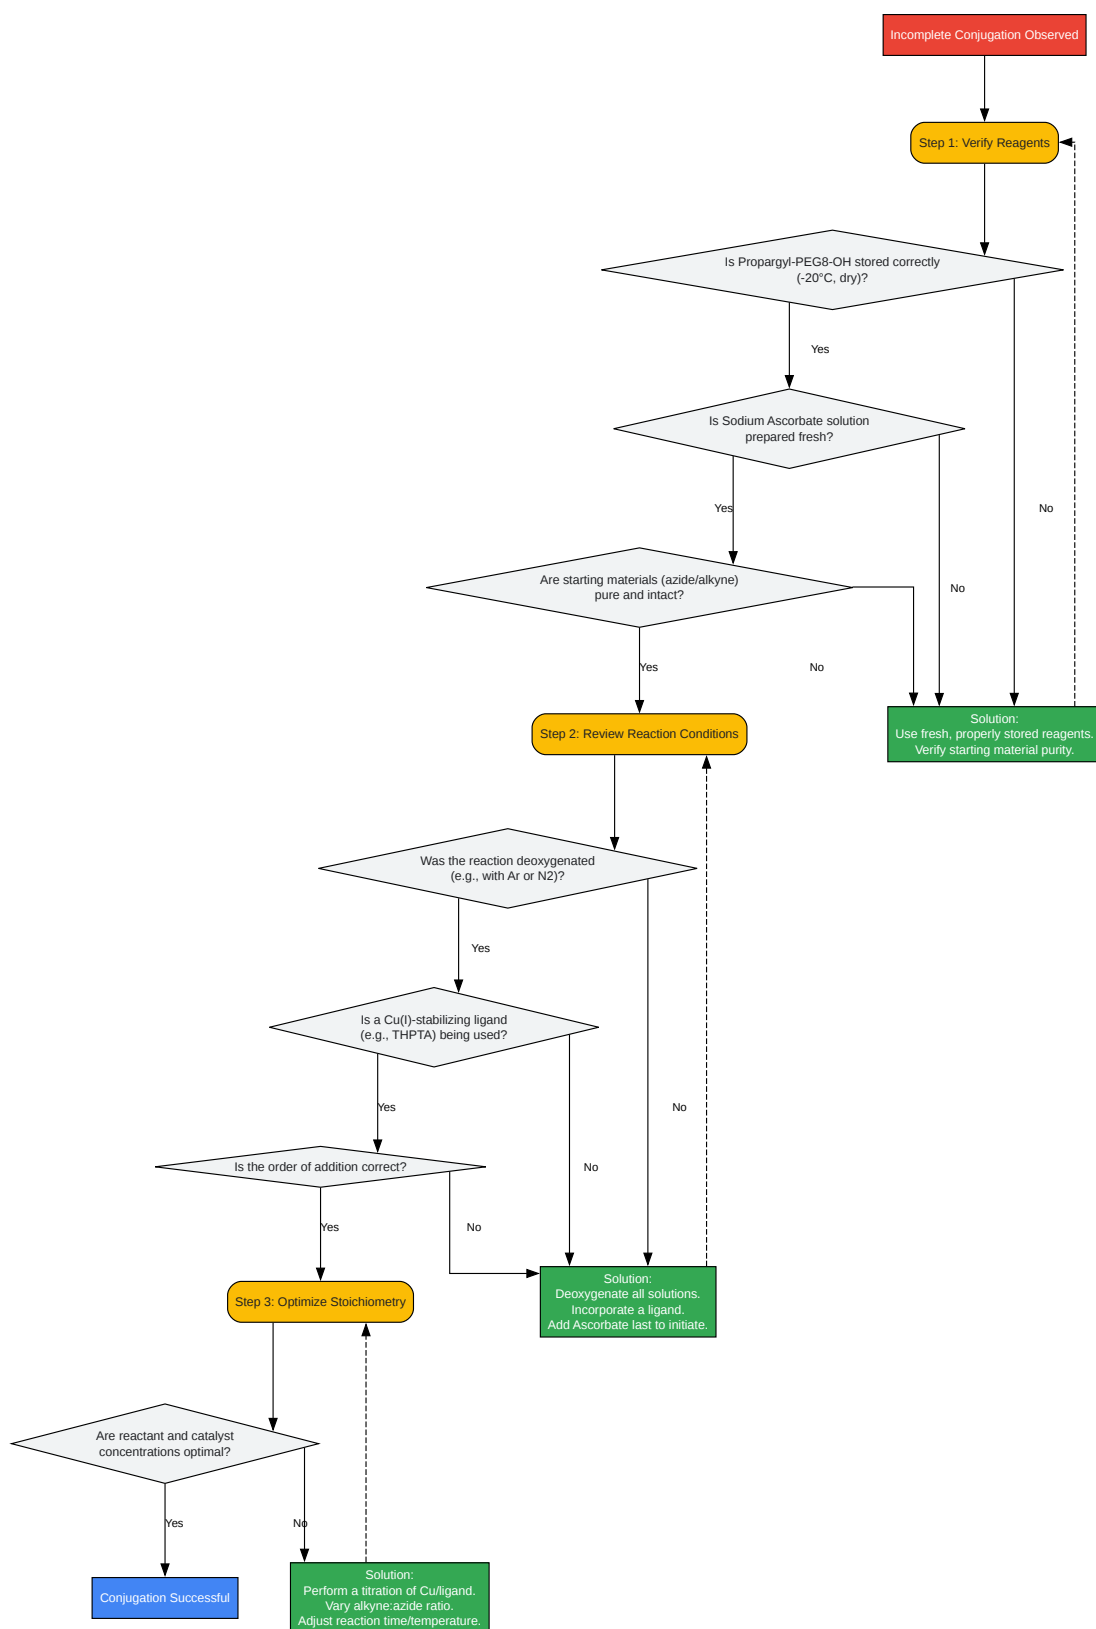 Incomplete Conjugation Observed
Step 1: Verify Reagents
Is Propargyl-PEG8-OH stored correctly
(-20°C, dry)?
Yes
Is Sodium Ascorbate solution
prepared fresh?
Yes
No
Are starting materials (azide/alkyne)
pure and intact?
No
Yes
No
Solution:
Use fresh, properly stored reagents.
Verify starting material purity.
Step 2: Review Reaction Conditions
Was the reaction deoxygenated
(e.g., with Ar or N2)?
Yes
Is a Cu(I)-stabilizing ligand
(e.g., THPTA) being used?
Yes
No
Is the order of addition correct?
No
Yes
No
Solution:
Deoxygenate all solutions.
Incorporate a ligand.
Add Ascorbate last to initiate.
Step 3: Optimize Stoichiometry
Are reactant and catalyst
concentrations optimal?
Yes
No
Conjugation Successful
Solution:
Perform a titration of Cu/ligand.
Vary alkyne:azide ratio.
Adjust reaction time/temperature.